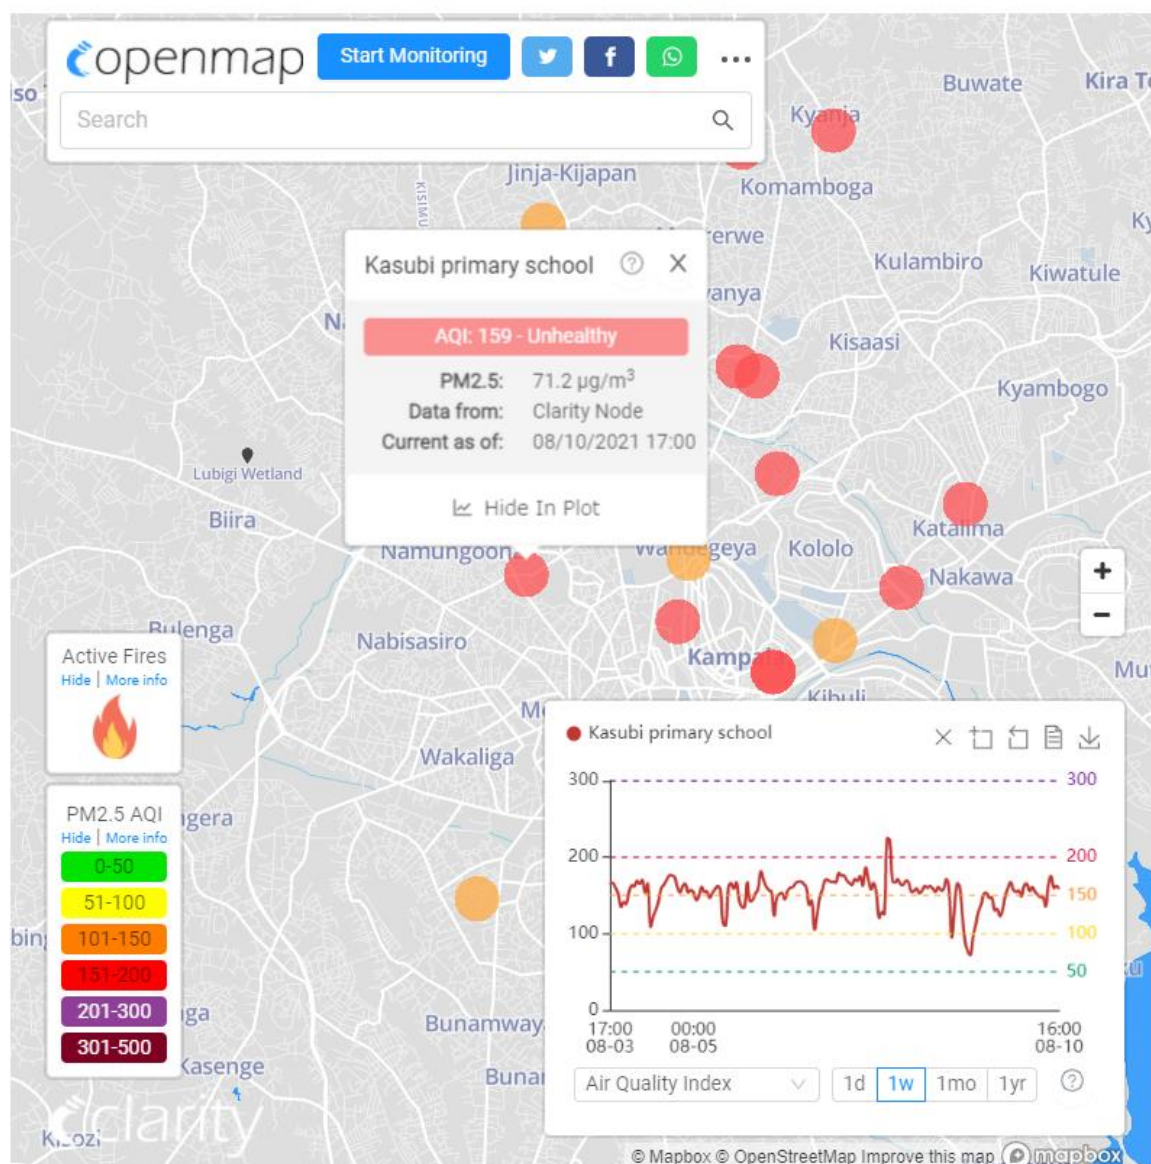 openmap
Start Monitoring
Search
Buwate
Kyanja
Jinja-Kijapan
Komamboga
KISIMU
Kulambiro
Kiwatule
Kisaasi
Kyambogo
Kasubi primary school
AQI: 159 - Unhealthy
PM2.5: 71.2 µg/m³
Data from: Clarity Node
Current as of: 08/10/2021 17:00
Hide In Plot
Lubigi Wetland
Biira
Katalima
Wandegeya
Kololo
Nakawa
+
−
Bulenga
Nabisasiro
Kampala
Kibuli
Active Fires
Hide | More info
Wakaliga
PM2.5 AQI
Hide | More info
0-50
51-100
101-150
151-200
201-300
301-500
Kasubi primary school
300
300
200
200
150
100
100
50
0
17:00
08-03
00:00
08-05
16:00
08-10
Air Quality Index
1d
1w
1mo
1yr
Kasenge
clarity
© Mapbox © OpenStreetMap Improve this map
mapbox